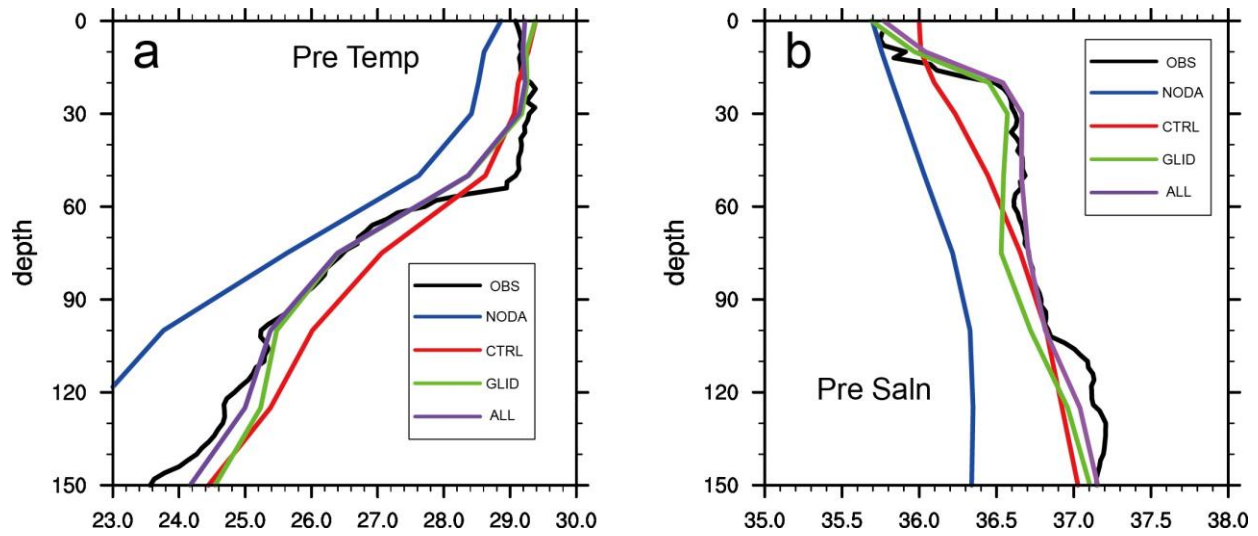 a
Pre Temp
depth
0
30
60
90
120
150
23.0 24.0 25.0 26.0 27.0 28.0 29.0 30.0
OBS
NODA
CTRL
GLID
ALL
b
Pre Saln
depth
0
30
60
90
120
150
35.0 35.5 36.0 36.5 37.0 37.5 38.0
OBS
NODA
CTRL
GLID
ALL